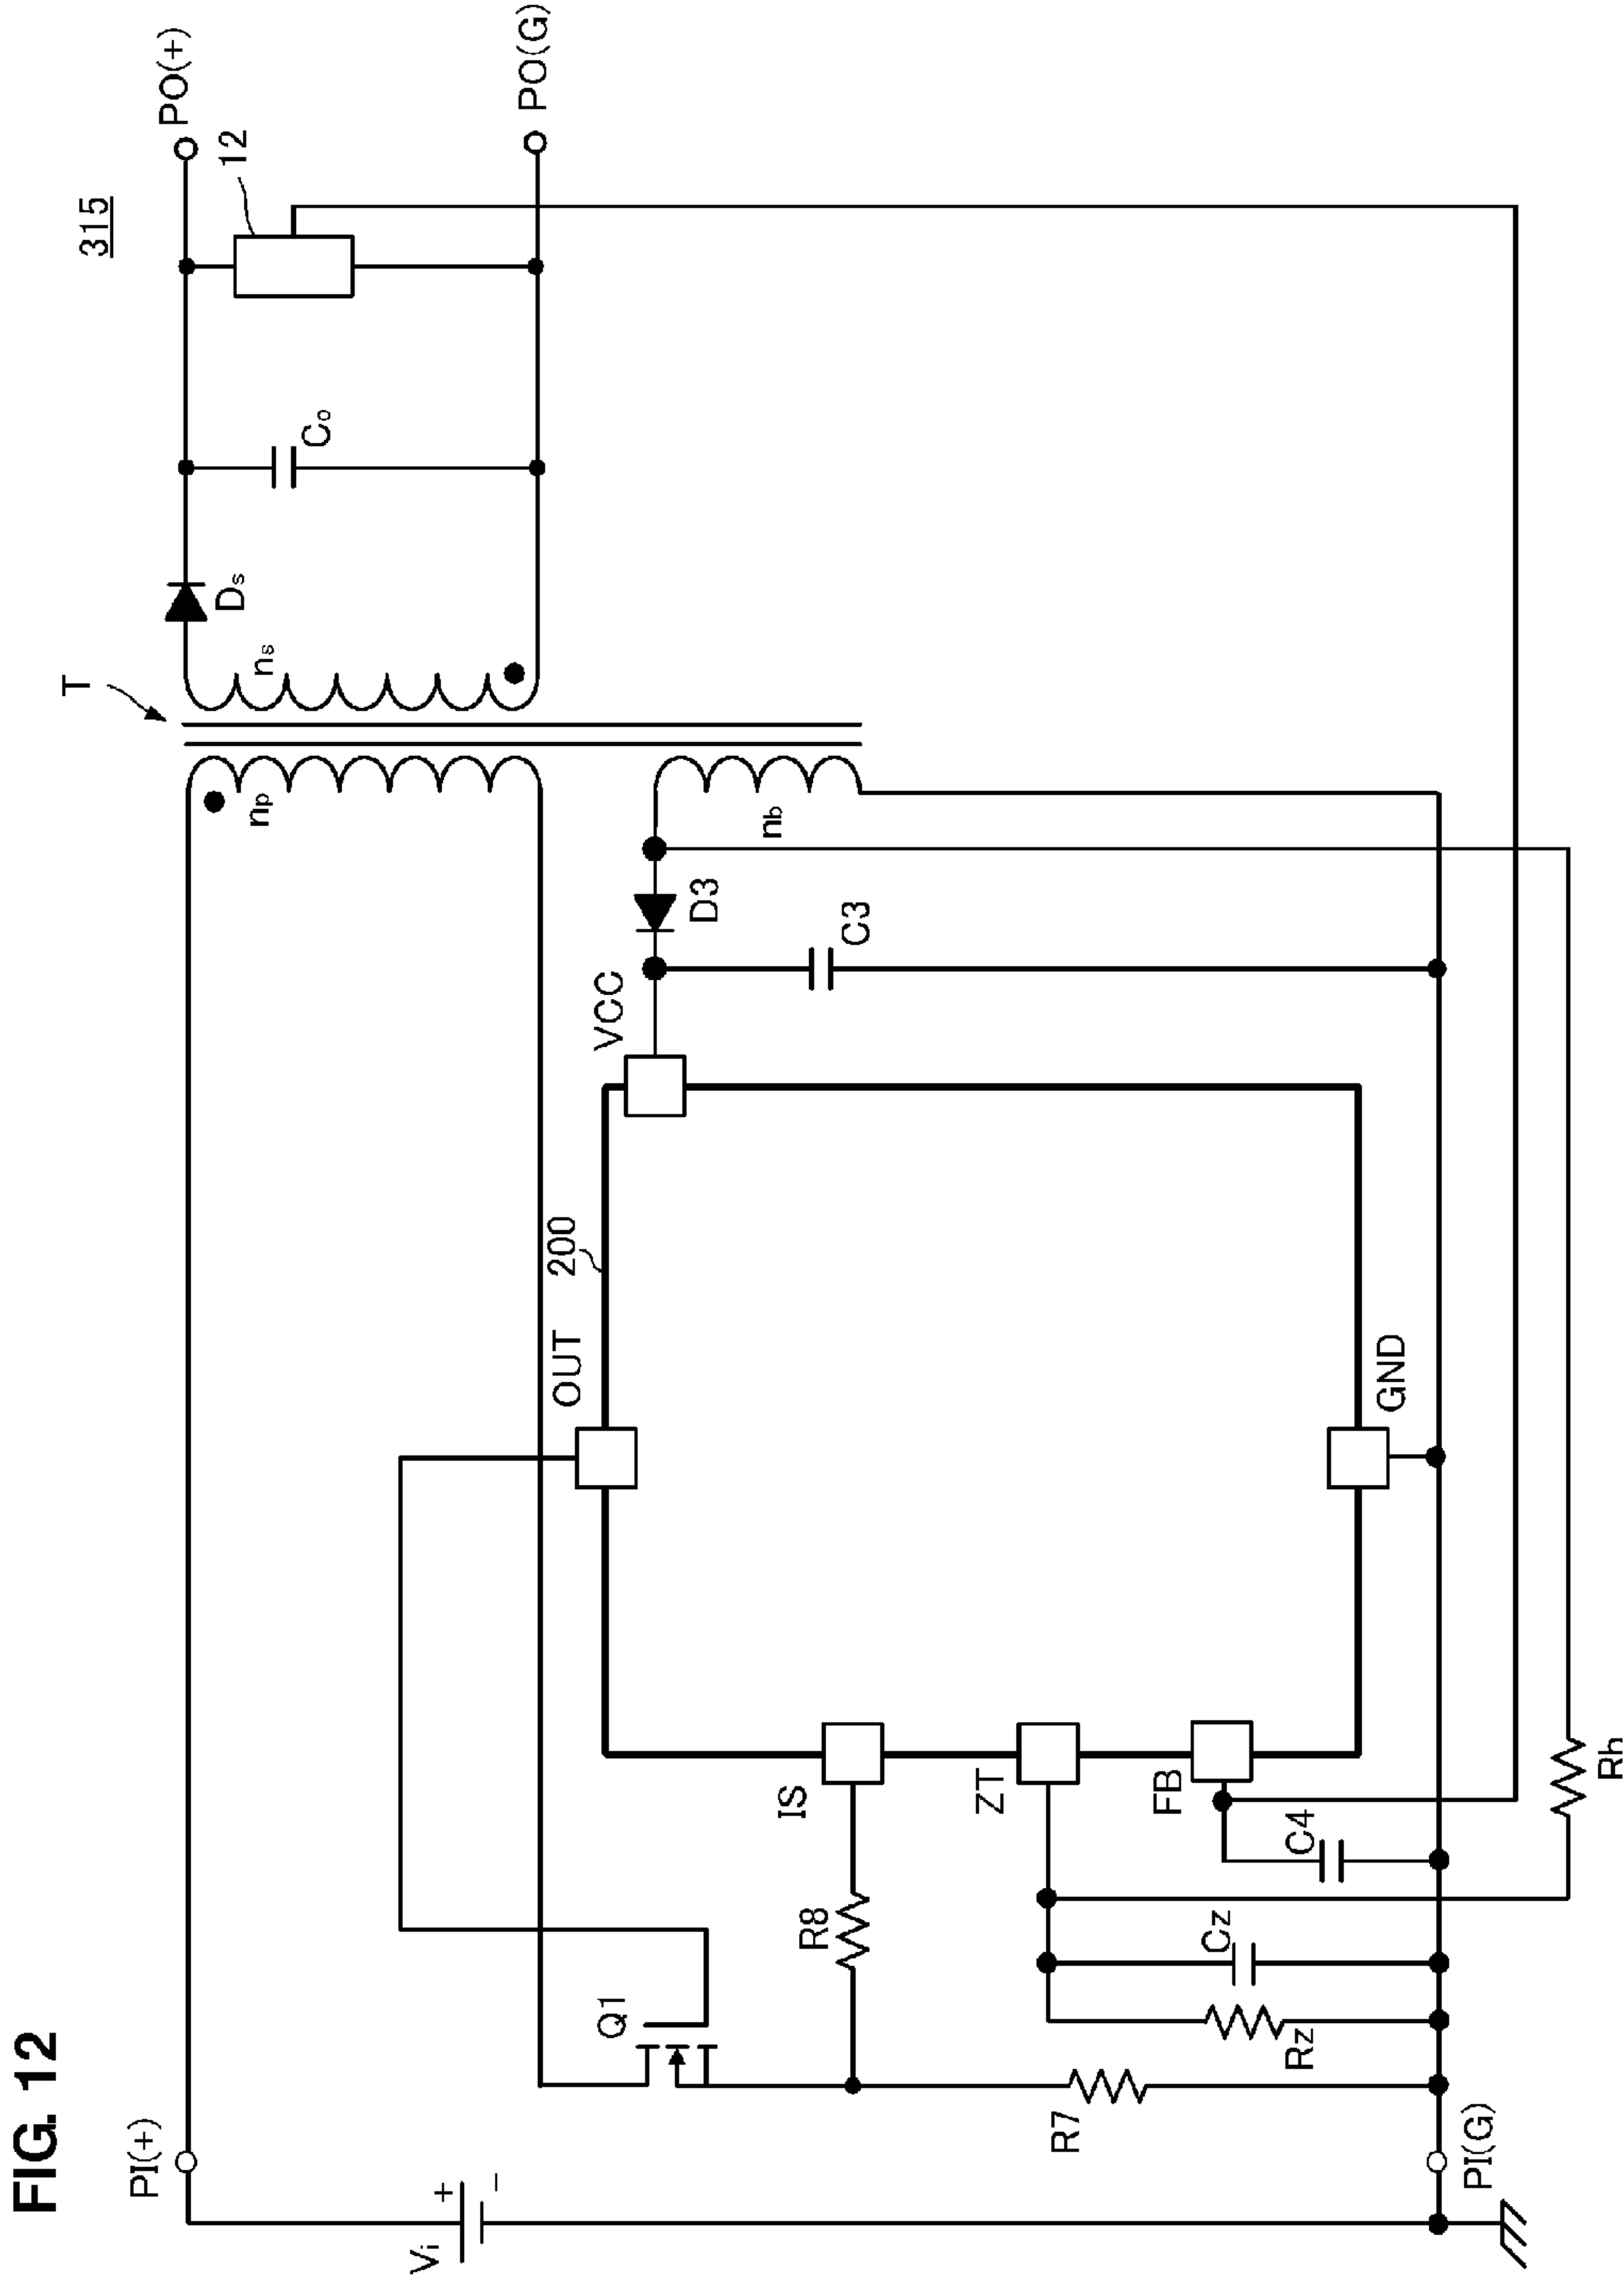 FIG. 12
315
T
PI(+)
PO(+)
12
Ds
ns
np
Co
Vi
+
−
PO(G)
Q1
OUT
200
VCC
nb
D3
C3
R8
IS
ZT
FB
R7
Rz
Cz
C4
GND
PI(G)
Rh